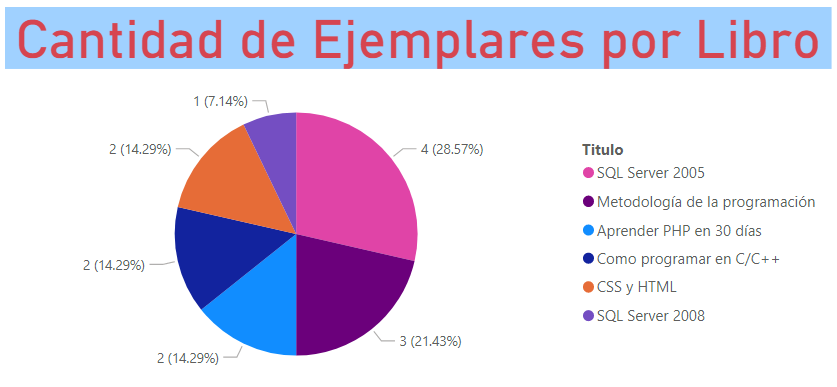 Cantidad de Ejemplares por Libro
1 (7.14%)
2 (14.29%)
4 (28.57%)
2 (14.29%)
2 (14.29%)
3 (21.43%)
Titulo
SQL Server 2005
Metodología de la programación
Aprender PHP en 30 días
Como programar en C/C++
CSS y HTML
SQL Server 2008